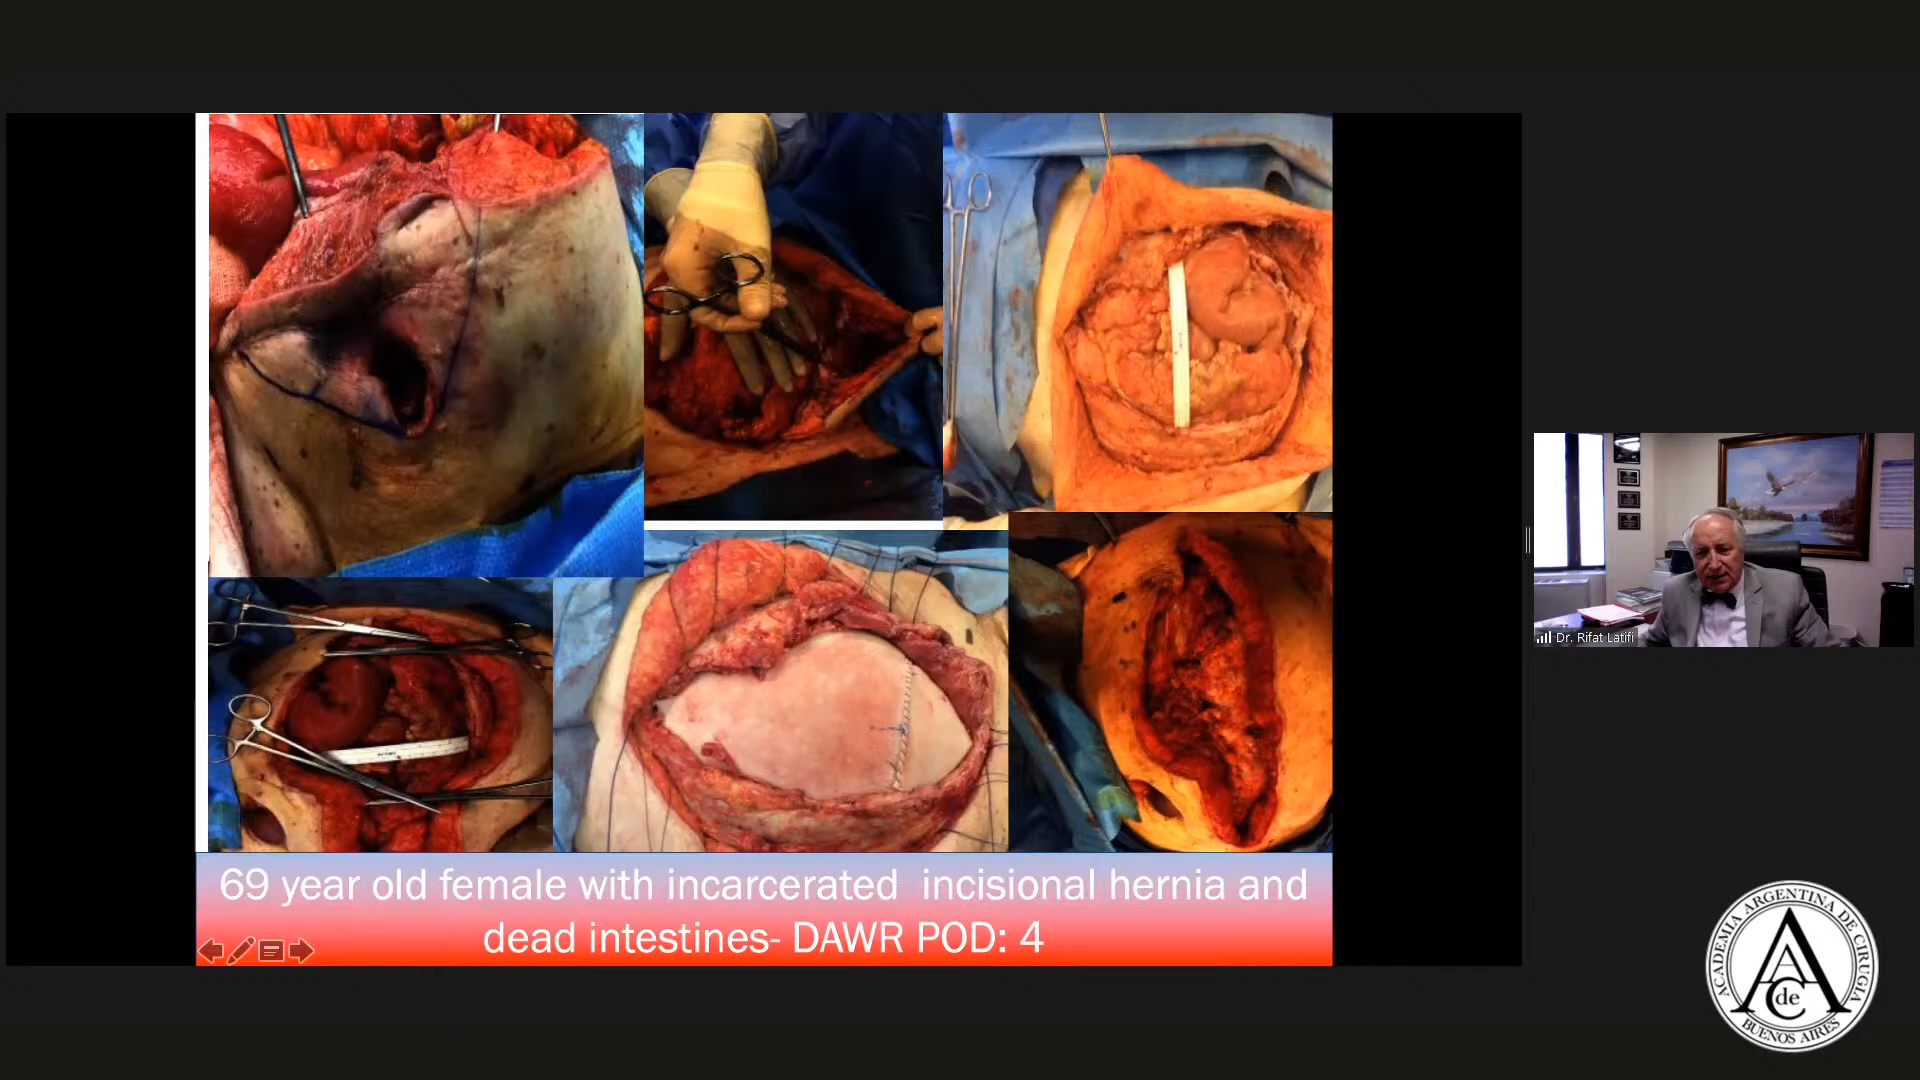 69 year old female with incarcerated incisional hernia and
dead intestines- DAWR POD: 4
Dr. Rifat Latifi
ACADEMIA ARGENTINA DE CIRUGIA
AAC
de
BUENOS AIRES